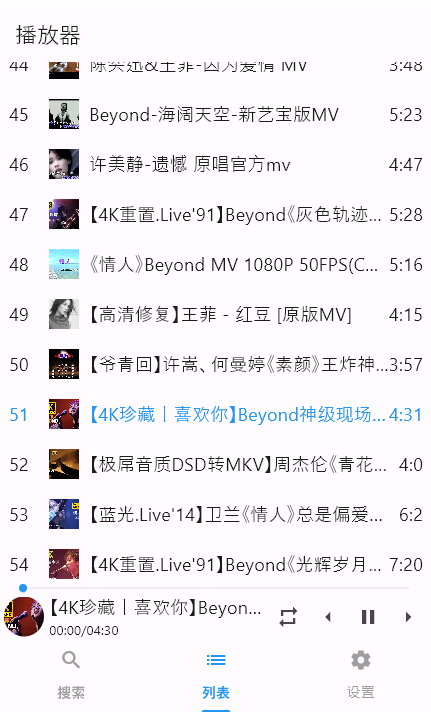 播放器
44 陈奕迅&王菲-因为爱情 MV 3:48
45 Beyond-海阔天空-新艺宝版MV 5:23
46 许美静-遗憾 原唱官方mv 4:47
47 【4K重置.Live'91】Beyond《灰色轨迹... 5:28
48 《情人》Beyond MV 1080P 50FPS(C... 5:16
49 【高清修复】王菲 - 红豆 [原版MV] 4:15
50 【爷青回】许嵩、何曼婷《素颜》王炸神... 3:57
51 【4K珍藏丨喜欢你】Beyond神级现场... 4:31
52 【极屌音质DSD转MKV】周杰伦《青花... 4:0
53 【蓝光.Live'14】卫兰《情人》总是偏爱... 6:2
54 【4K重置.Live'91】Beyond《光辉岁月... 7:20
【4K珍藏丨喜欢你】Beyon...
00:00/04:30
搜索 列表 设置